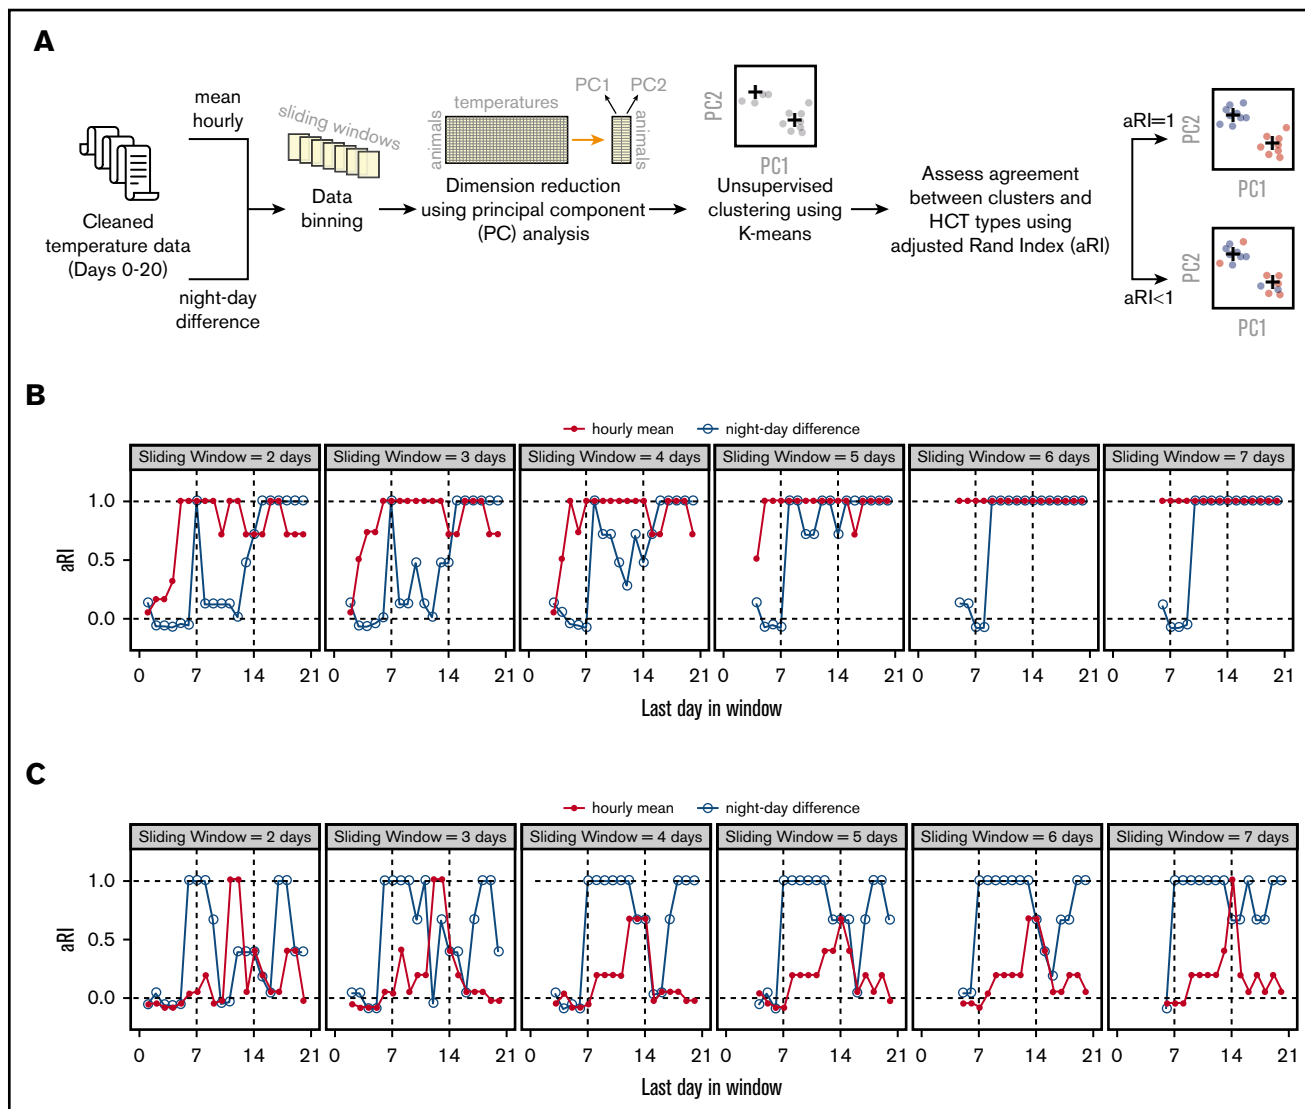 A
mean
hourly
sliding windows
temperatures
animals
PC1
PC2
animals
PC2
PC1
aRI=1
PC2
PC1
Cleaned
temperature data
(Days 0-20)
Data
binning
Dimension reduction
using principal component
(PC) analysis
Unsupervised
clustering using
K-means
Assess agreement
between clusters and
HCT types using
adjusted Rand Index (aRI)
night-day
difference
aRI<1
PC2
PC1
B
hourly mean night-day difference
Sliding Window = 2 days Sliding Window = 3 days Sliding Window = 4 days Sliding Window = 5 days Sliding Window = 6 days Sliding Window = 7 days
1.0
0.5
0.0
aRI
0 7 14 21 0 7 14 21 0 7 14 21 0 7 14 21 0 7 14 21 0 7 14 21
Last day in window
C
hourly mean night-day difference
Sliding Window = 2 days Sliding Window = 3 days Sliding Window = 4 days Sliding Window = 5 days Sliding Window = 6 days Sliding Window = 7 days
1.0
0.5
0.0
aRI
0 7 14 21 0 7 14 21 0 7 14 21 0 7 14 21 0 7 14 21 0 7 14 21
Last day in window